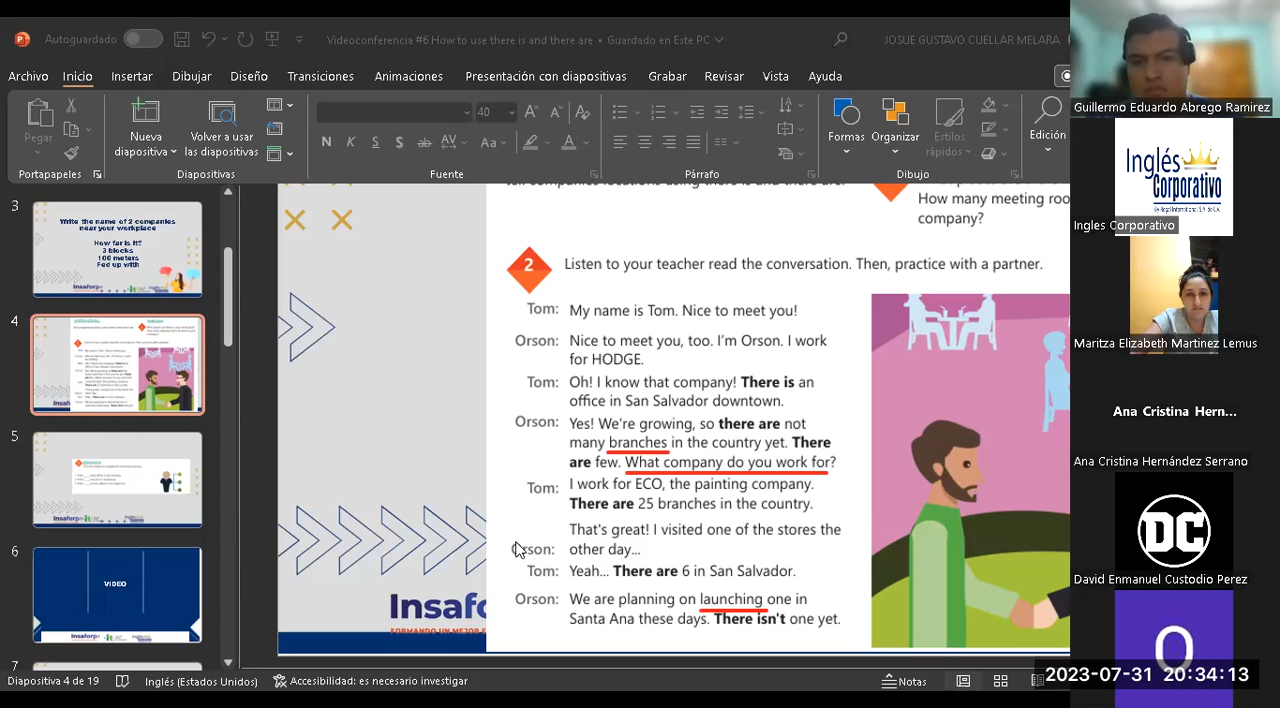 Autoguardado
Videoconferencia #6 How to use there is and there are • Guardado en Este PC
JOSUE GUSTAVO CUELLAR MELARA
Archivo
Inicio
Insertar
Dibujar
Diseño
Transiciones
Animaciones
Presentación con diapositivas
Grabar
Revisar
Vista
Ayuda
Pegar
Nueva diapositiva
Volver a usar las diapositivas
40
N K S S ab AV Aa A
Formas
Organizar
Estilos rápidos
Edición
Portapapeles
Diapositivas
Fuente
Párrafo
Dibujo
3
Write the name of 2 companies
near your workplace
How far is it?
3 blocks
100 meters
Fed up with
Insaforp
4
5
6
VIDEO
7
How many meeting roo
company?
2
Listen to your teacher read the conversation. Then, practice with a partner.
Tom: My name is Tom. Nice to meet you!
Orson: Nice to meet you, too. I'm Orson. I work
for HODGE.
Tom: Oh! I know that company! There is an
office in San Salvador downtown.
Orson: Yes! We're growing, so there are not
many branches in the country yet. There
are few. What company do you work for?
Tom: I work for ECO, the painting company.
There are 25 branches in the country.
That's great! I visited one of the stores the
Orson: other day...
Tom: Yeah... There are 6 in San Salvador.
Orson: We are planning on launching one in
Santa Ana these days. There isn't one yet.
Insafo
FORMANDO UN MEJOR
Diapositiva 4 de 19
Inglés (Estados Unidos)
Accesibilidad: es necesario investigar
Notas
Guillermo Eduardo Abrego Ramirez
Inglés
Corporativo
Ingles Corporativo
Maritza Elizabeth Martinez Lemus
Ana Cristina Hern...
Ana Cristina Hernández Serrano
DC
David Enmanuel Custodio Perez
O
2023-07-31 20:34:13